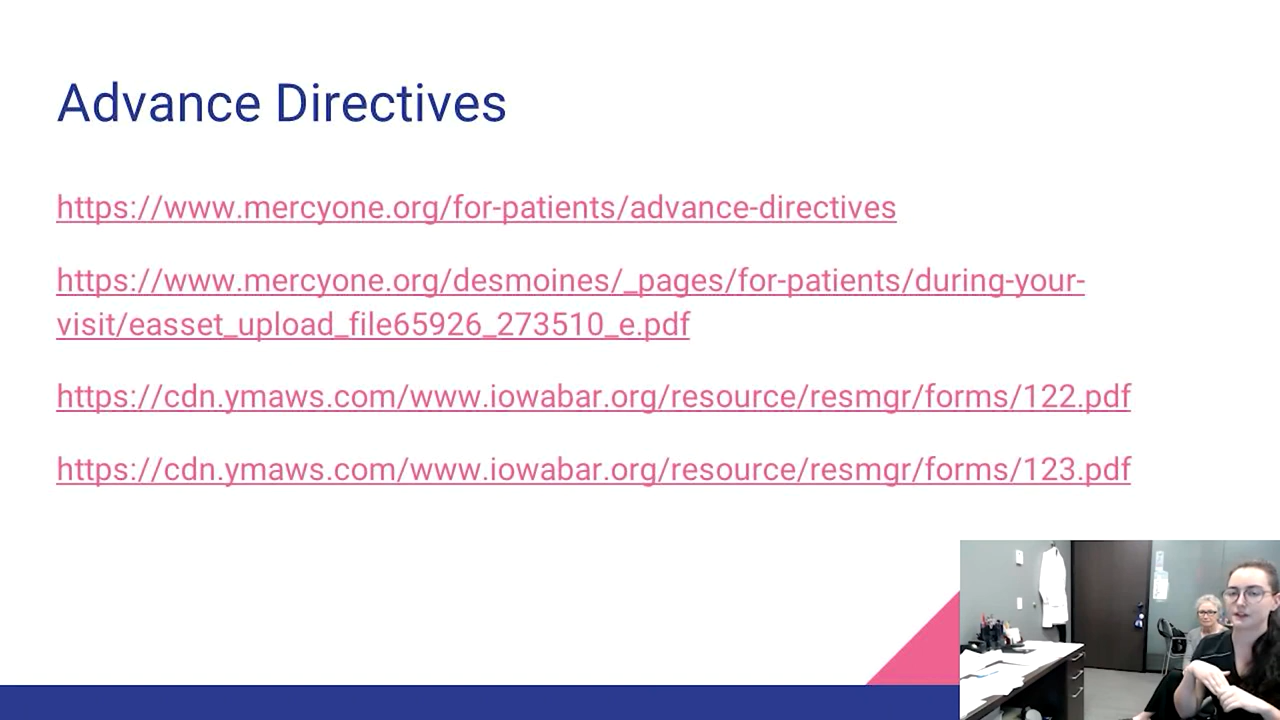 Advance Directives
https://www.mercyone.org/for-patients/advance-directives
https://www.mercyone.org/desmoines/_pages/for-patients/during-your-
visit/easset_upload_file65926_273510_e.pdf
https://cdn.ymaws.com/www.iowabar.org/resource/resmgr/forms/122.pdf
https://cdn.ymaws.com/www.iowabar.org/resource/resmgr/forms/123.pdf